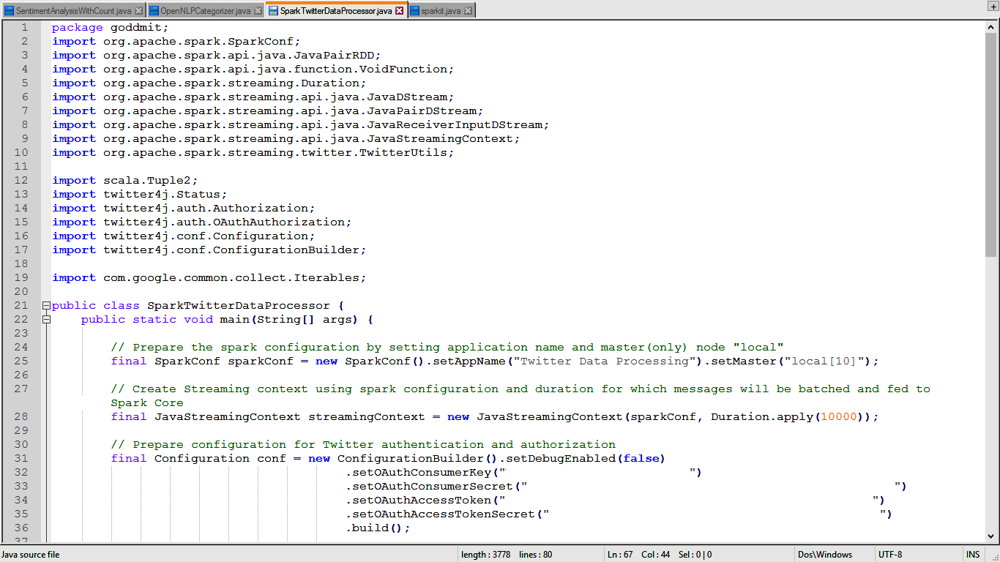 SentimentAnalysisWithCount.java OpenNLPCategorizer.java SparkTwitterDataProcessor.java sparkit.java
1 package goddmit;
2 import org.apache.spark.SparkConf;
3 import org.apache.spark.api.java.JavaPairRDD;
4 import org.apache.spark.api.java.function.VoidFunction;
5 import org.apache.spark.streaming.Duration;
6 import org.apache.spark.streaming.api.java.JavaDStream;
7 import org.apache.spark.streaming.api.java.JavaPairDStream;
8 import org.apache.spark.streaming.api.java.JavaReceiverInputDStream;
9 import org.apache.spark.streaming.api.java.JavaStreamingContext;
10 import org.apache.spark.streaming.twitter.TwitterUtils;
11
12 import scala.Tuple2;
13 import twitter4j.Status;
14 import twitter4j.auth.Authorization;
15 import twitter4j.auth.OAuthAuthorization;
16 import twitter4j.conf.Configuration;
17 import twitter4j.conf.ConfigurationBuilder;
18
19 import com.google.common.collect.Iterables;
20
21 public class SparkTwitterDataProcessor {
22 public static void main(String[] args) {
23
24 // Prepare the spark configuration by setting application name and master(only) node "local"
25 final SparkConf sparkConf = new SparkConf().setAppName("Twitter Data Processing").setMaster("local[10]");
26
27 // Create Streaming context using spark configuration and duration for which messages will be batched and fed to
Spark Core
28 final JavaStreamingContext streamingContext = new JavaStreamingContext(sparkConf, Duration.apply(10000));
29
30 // Prepare configuration for Twitter authentication and authorization
31 final Configuration conf = new ConfigurationBuilder().setDebugEnabled(false)
32 .setOAuthConsumerKey(" ")
33 .setOAuthConsumerSecret(" ")
34 .setOAuthAccessToken(" ")
35 .setOAuthAccessTokenSecret(" ")
36 .build();
37
Java source file length : 3778 lines : 80 Ln : 67 Col : 44 Sel : 0 | 0 Dos\Windows UTF-8 INS